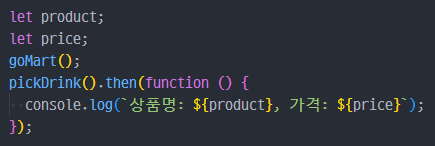 let product;
let price;
goMart();
pickDrink().then(function () {
  console.log(`상품명: ${product}, 가격: ${price}`);
});